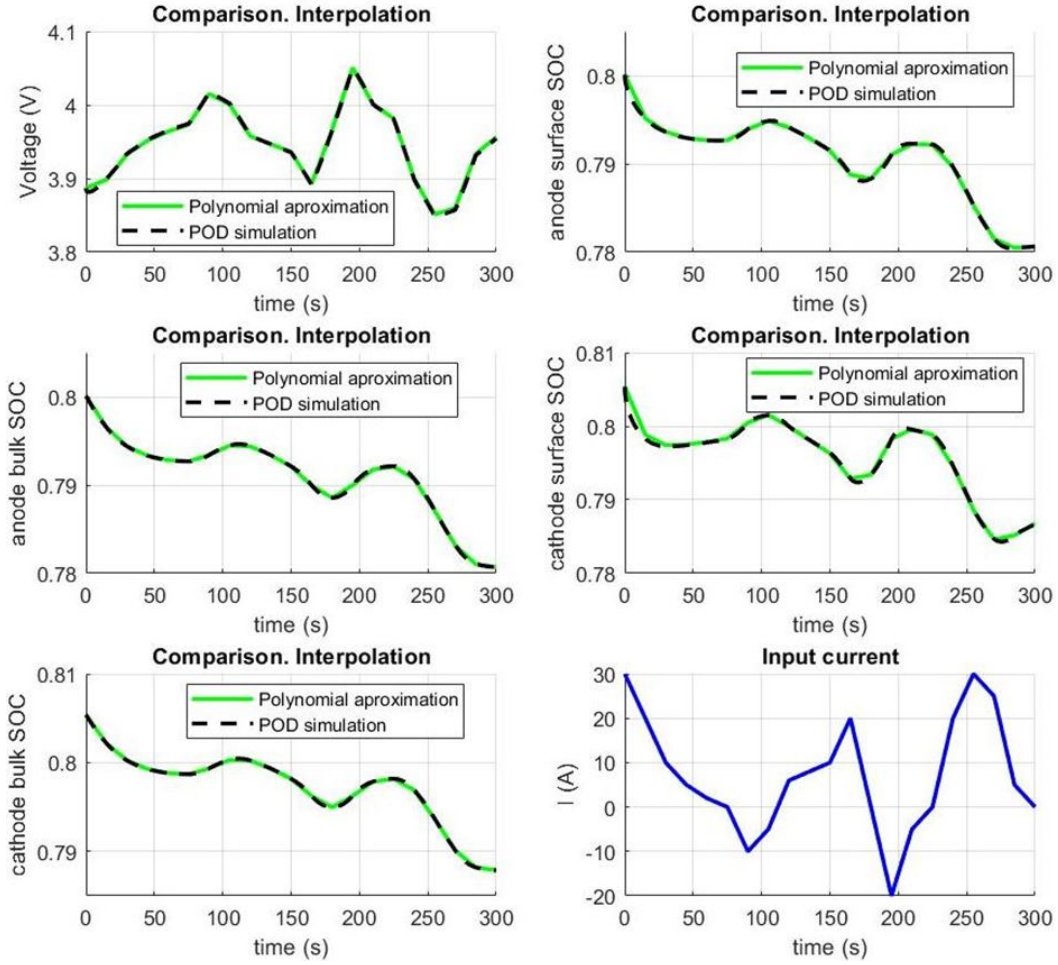 Comparison. Interpolation
4.1
4
3.9
3.8
Voltage (V)
Polynomial aproximation
POD simulation
0 50 100 150 200 250 300
time (s)
Comparison. Interpolation
0.8
0.79
0.78
anode surface SOC
Polynomial aproximation
POD simulation
0 50 100 150 200 250 300
time (s)
Comparison. Interpolation
0.8
0.79
0.78
anode bulk SOC
Polynomial aproximation
POD simulation
0 50 100 150 200 250 300
time (s)
Comparison. Interpolation
0.81
0.8
0.79
0.78
cathode surface SOC
Polynomial aproximation
POD simulation
0 50 100 150 200 250 300
time (s)
Comparison. Interpolation
0.81
0.8
0.79
cathode bulk SOC
Polynomial aproximation
POD simulation
0 50 100 150 200 250 300
time (s)
Input current
30
20
10
0
-10
-20
I (A)
0 50 100 150 200 250 300
time (s)